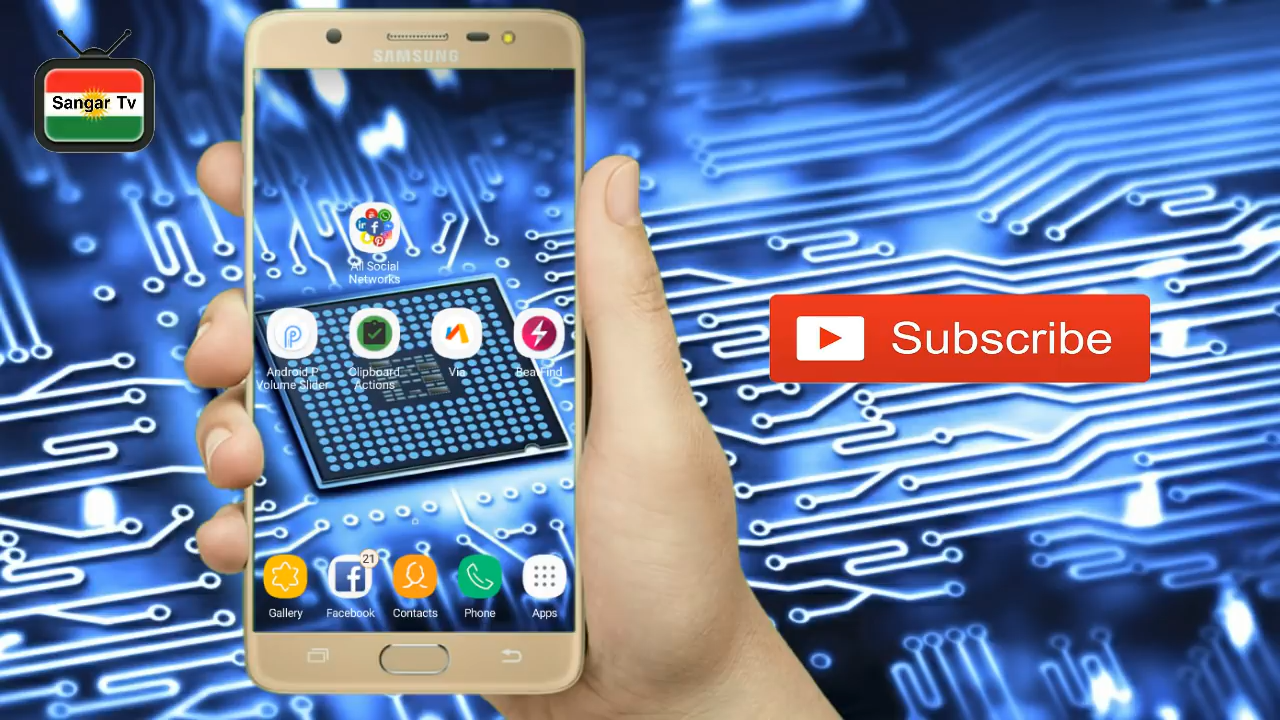 Sangar Tv
SAMSUNG
All Social
Networks
Android P
Volume Slider
Clipboard
Actions
Via
BeatFind
21
Gallery
Facebook
Contacts
Phone
Apps
Subscribe